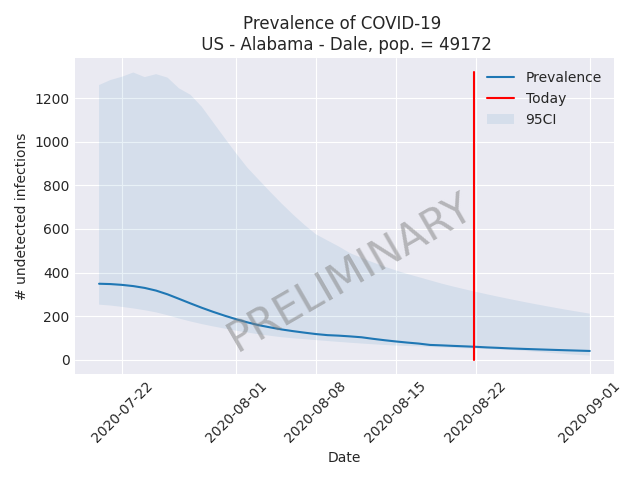 Prevalence of COVID-19
US - Alabama - Dale, pop. = 49172
# undetected infections
1200
1000
800
600
400
200
0
Prevalence
Today
95CI
PRELIMINARY
2020-07-22
2020-08-01
2020-08-08
2020-08-15
2020-08-22
2020-09-01
Date